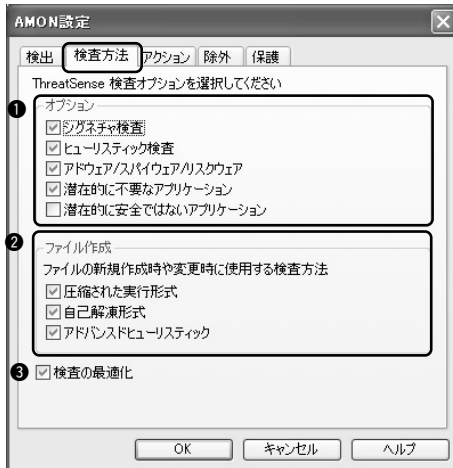 AMON設定
検出 検査方法 アクション 除外 保護
ThreatSense 検査オプションを選択してください
❶ オプション
シグネチャ検査
ヒューリスティック検査
アドウェア/スパイウェア/リスクウェア
潜在的に不要なアプリケーション
潜在的に安全ではないアプリケーション
❷ ファイル作成
ファイルの新規作成時や変更時に使用する検査方法
圧縮された実行形式
自己解凍形式
アドバンスドヒューリスティック
❸ 検査の最適化
OK キャンセル ヘルプ